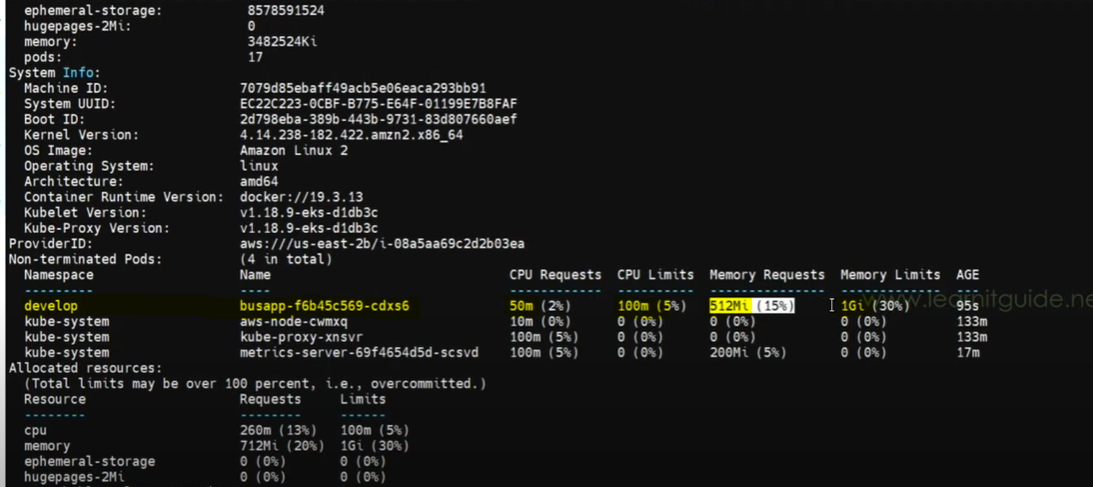 ephemeral-storage: 8578591524
hugepages-2Mi: 0
memory: 3482524Ki
pods: 17
System Info:
Machine ID: 7079d85ebaff49acb5e06eaca293bb91
System UUID: EC22C223-0CBF-B775-E64F-01199E7B8FAF
Boot ID: 2d798eba-389b-443b-9731-83d807660aef
Kernel Version: 4.14.238-182.422.amzn2.x86_64
OS Image: Amazon Linux 2
Operating System: linux
Architecture: amd64
Container Runtime Version: docker://19.3.13
Kubelet Version: v1.18.9-eks-d1db3c
Kube-Proxy Version: v1.18.9-eks-d1db3c
ProviderID: aws:///us-east-2b/i-08a5aa69c2d2b03ea
Non-terminated Pods: (4 in total)
Namespace Name CPU Requests CPU Limits Memory Requests Memory Limits AGE
--------- ---- ------------ ---------- --------------- ------------- ---
develop busapp-f6b45c569-cdxs6 50m (2%) 100m (5%) 512Mi (15%) 1Gi (30%) 95s
www.learnitguide.ne
kube-system aws-node-cwmxq 10m (0%) 0 (0%) 0 (0%) 0 (0%) 133m
kube-system kube-proxy-xnsvr 100m (5%) 0 (0%) 0 (0%) 0 (0%) 133m
kube-system metrics-server-69f4654d5d-scsvd 100m (5%) 0 (0%) 200Mi (5%) 0 (0%) 17m
Allocated resources:
(Total limits may be over 100 percent, i.e., overcommitted.)
Resource Requests Limits
-------- -------- ------
cpu 260m (13%) 100m (5%)
memory 712Mi (20%) 1Gi (30%)
ephemeral-storage 0 (0%) 0 (0%)
hugepages-2Mi 0 (0%) 0 (0%)